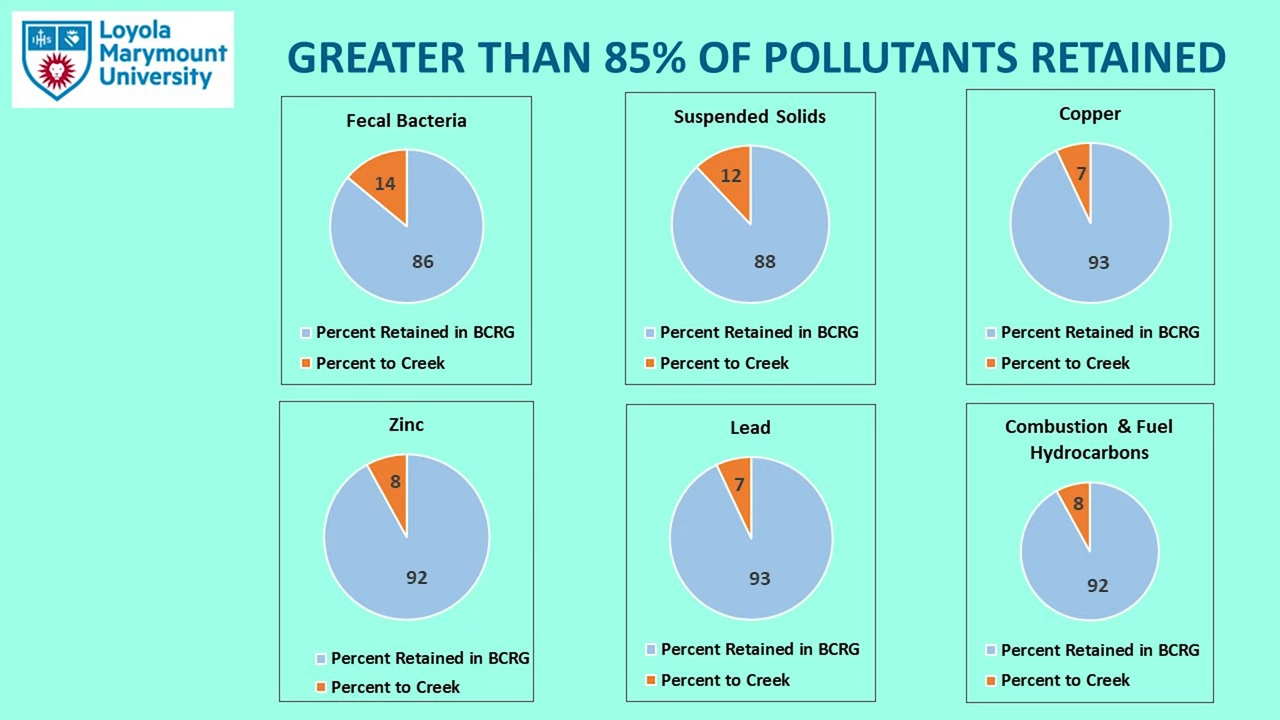 Loyola
Marymount
University
GREATER THAN 85% OF POLLUTANTS RETAINED
Fecal Bacteria
14
86
Percent Retained in BCRG
Percent to Creek
Suspended Solids
12
88
Percent Retained in BCRG
Percent to Creek
Copper
7
93
Percent Retained in BCRG
Percent to Creek
Zinc
8
92
Percent Retained in BCRG
Percent to Creek
Lead
7
93
Percent Retained in BCRG
Percent to Creek
Combustion & Fuel
Hydrocarbons
8
92
Percent Retained in BCRG
Percent to Creek